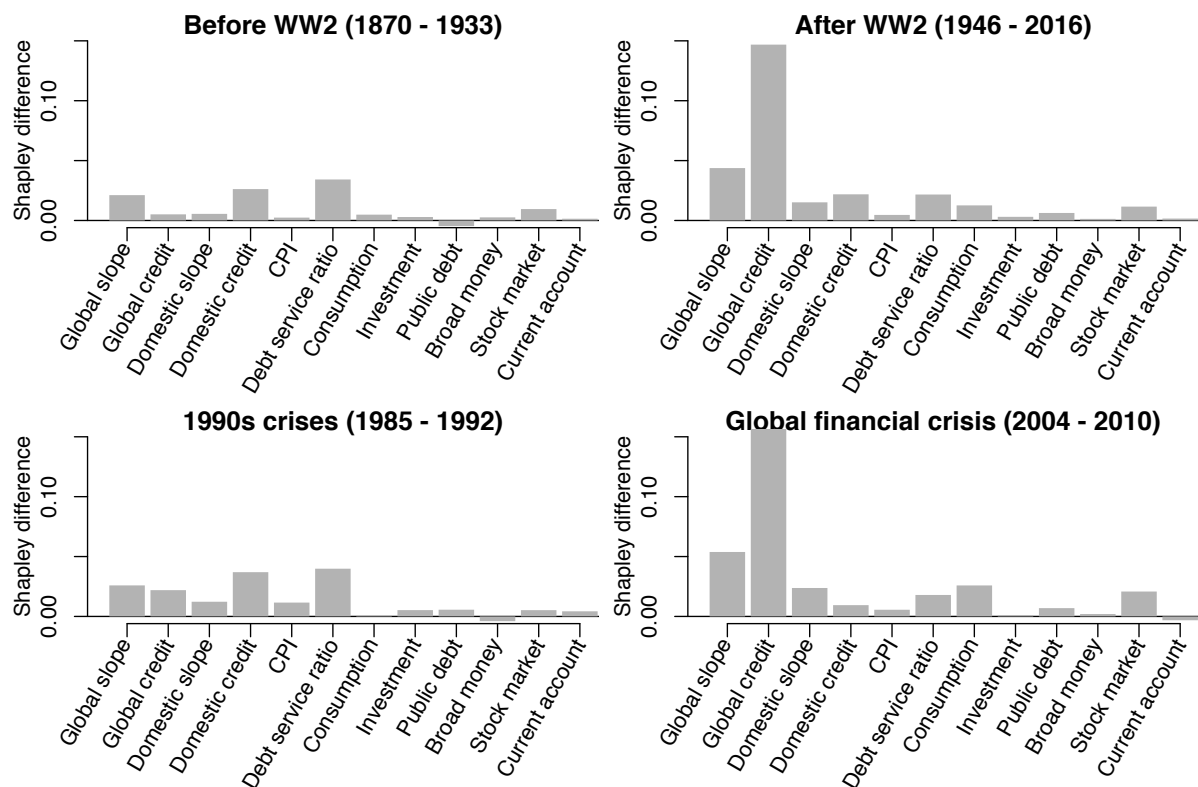 Before WW2 (1870 - 1933)
Shapley difference
0.00
0.10
Global slope
Global credit
Domestic slope
Domestic credit
CPI
Debt service ratio
Consumption
Investment
Public debt
Broad money
Stock market
Current account
After WW2 (1946 - 2016)
Shapley difference
0.00
0.10
Global slope
Global credit
Domestic slope
Domestic credit
CPI
Debt service ratio
Consumption
Investment
Public debt
Broad money
Stock market
Current account
1990s crises (1985 - 1992)
Shapley difference
0.00
0.10
Global slope
Global credit
Domestic slope
Domestic credit
CPI
Debt service ratio
Consumption
Investment
Public debt
Broad money
Stock market
Current account
Global financial crisis (2004 - 2010)
Shapley difference
0.00
0.10
Global slope
Global credit
Domestic slope
Domestic credit
CPI
Debt service ratio
Consumption
Investment
Public debt
Broad money
Stock market
Current account